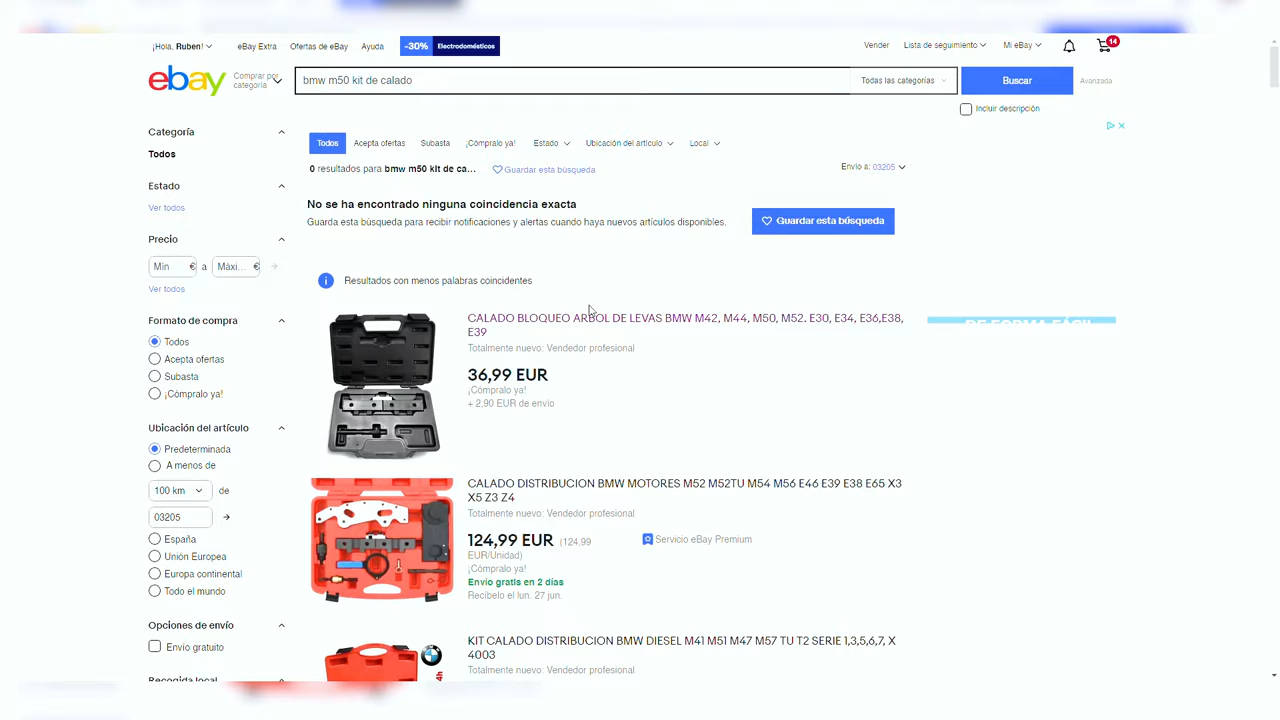 ¡Hola, Ruben!
eBay Extra
Ofertas de eBay
Ayuda
-30% Electrodomésticos
Vender
Lista de seguimiento
Mi eBay
14
ebay
Comprar por
categoría
bmw m50 kit de calado
Todas las categorías
Buscar
Avanzada
Incluir descripción
Categoría
Todos
Estado
Ver todos
Precio
Mín € a Máxi... €
Ver todos
Formato de compra
Todos
Acepta ofertas
Subasta
¡Cómpralo ya!
Ubicación del artículo
Predeterminada
A menos de
100 km de
03205
España
Unión Europea
Europa continental
Todo el mundo
Opciones de envío
Envío gratuito
Recogida local
Todos
Acepta ofertas
Subasta
¡Cómpralo ya!
Estado
Ubicación del artículo
Local
0 resultados para bmw m50 kit de ca...
Guardar esta búsqueda
Envío a: 03205
No se ha encontrado ninguna coincidencia exacta
Guarda esta búsqueda para recibir notificaciones y alertas cuando haya nuevos artículos disponibles.
Guardar esta búsqueda
Resultados con menos palabras coincidentes
CALADO BLOQUEO ARBOL DE LEVAS BMW M42, M44, M50, M52. E30, E34, E36,E38,
E39
Totalmente nuevo: Vendedor profesional
36,99 EUR
¡Cómpralo ya!
+ 2,90 EUR de envío
DE FORMA FÁCIL
CALADO DISTRIBUCION BMW MOTORES M52 M52TU M54 M56 E46 E39 E38 E65 X3
X5 Z3 Z4
Totalmente nuevo: Vendedor profesional
124,99 EUR (124,99
EUR/Unidad)
¡Cómpralo ya!
Envío gratis en 2 días
Recíbelo el lun. 27 jun.
Servicio eBay Premium
KIT CALADO DISTRIBUCION BMW DIESEL M41 M51 M47 M57 TU T2 SERIE 1,3,5,6,7, X
4003
Totalmente nuevo: Vendedor profesional